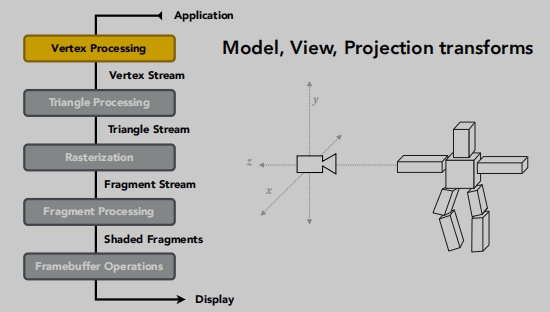 Application
Vertex Processing
Model, View, Projection transforms
Vertex Stream
Triangle Processing
Triangle Stream
Rasterization
Fragment Stream
Fragment Processing
Shaded Fragments
Framebuffer Operations
Display
y
z
x